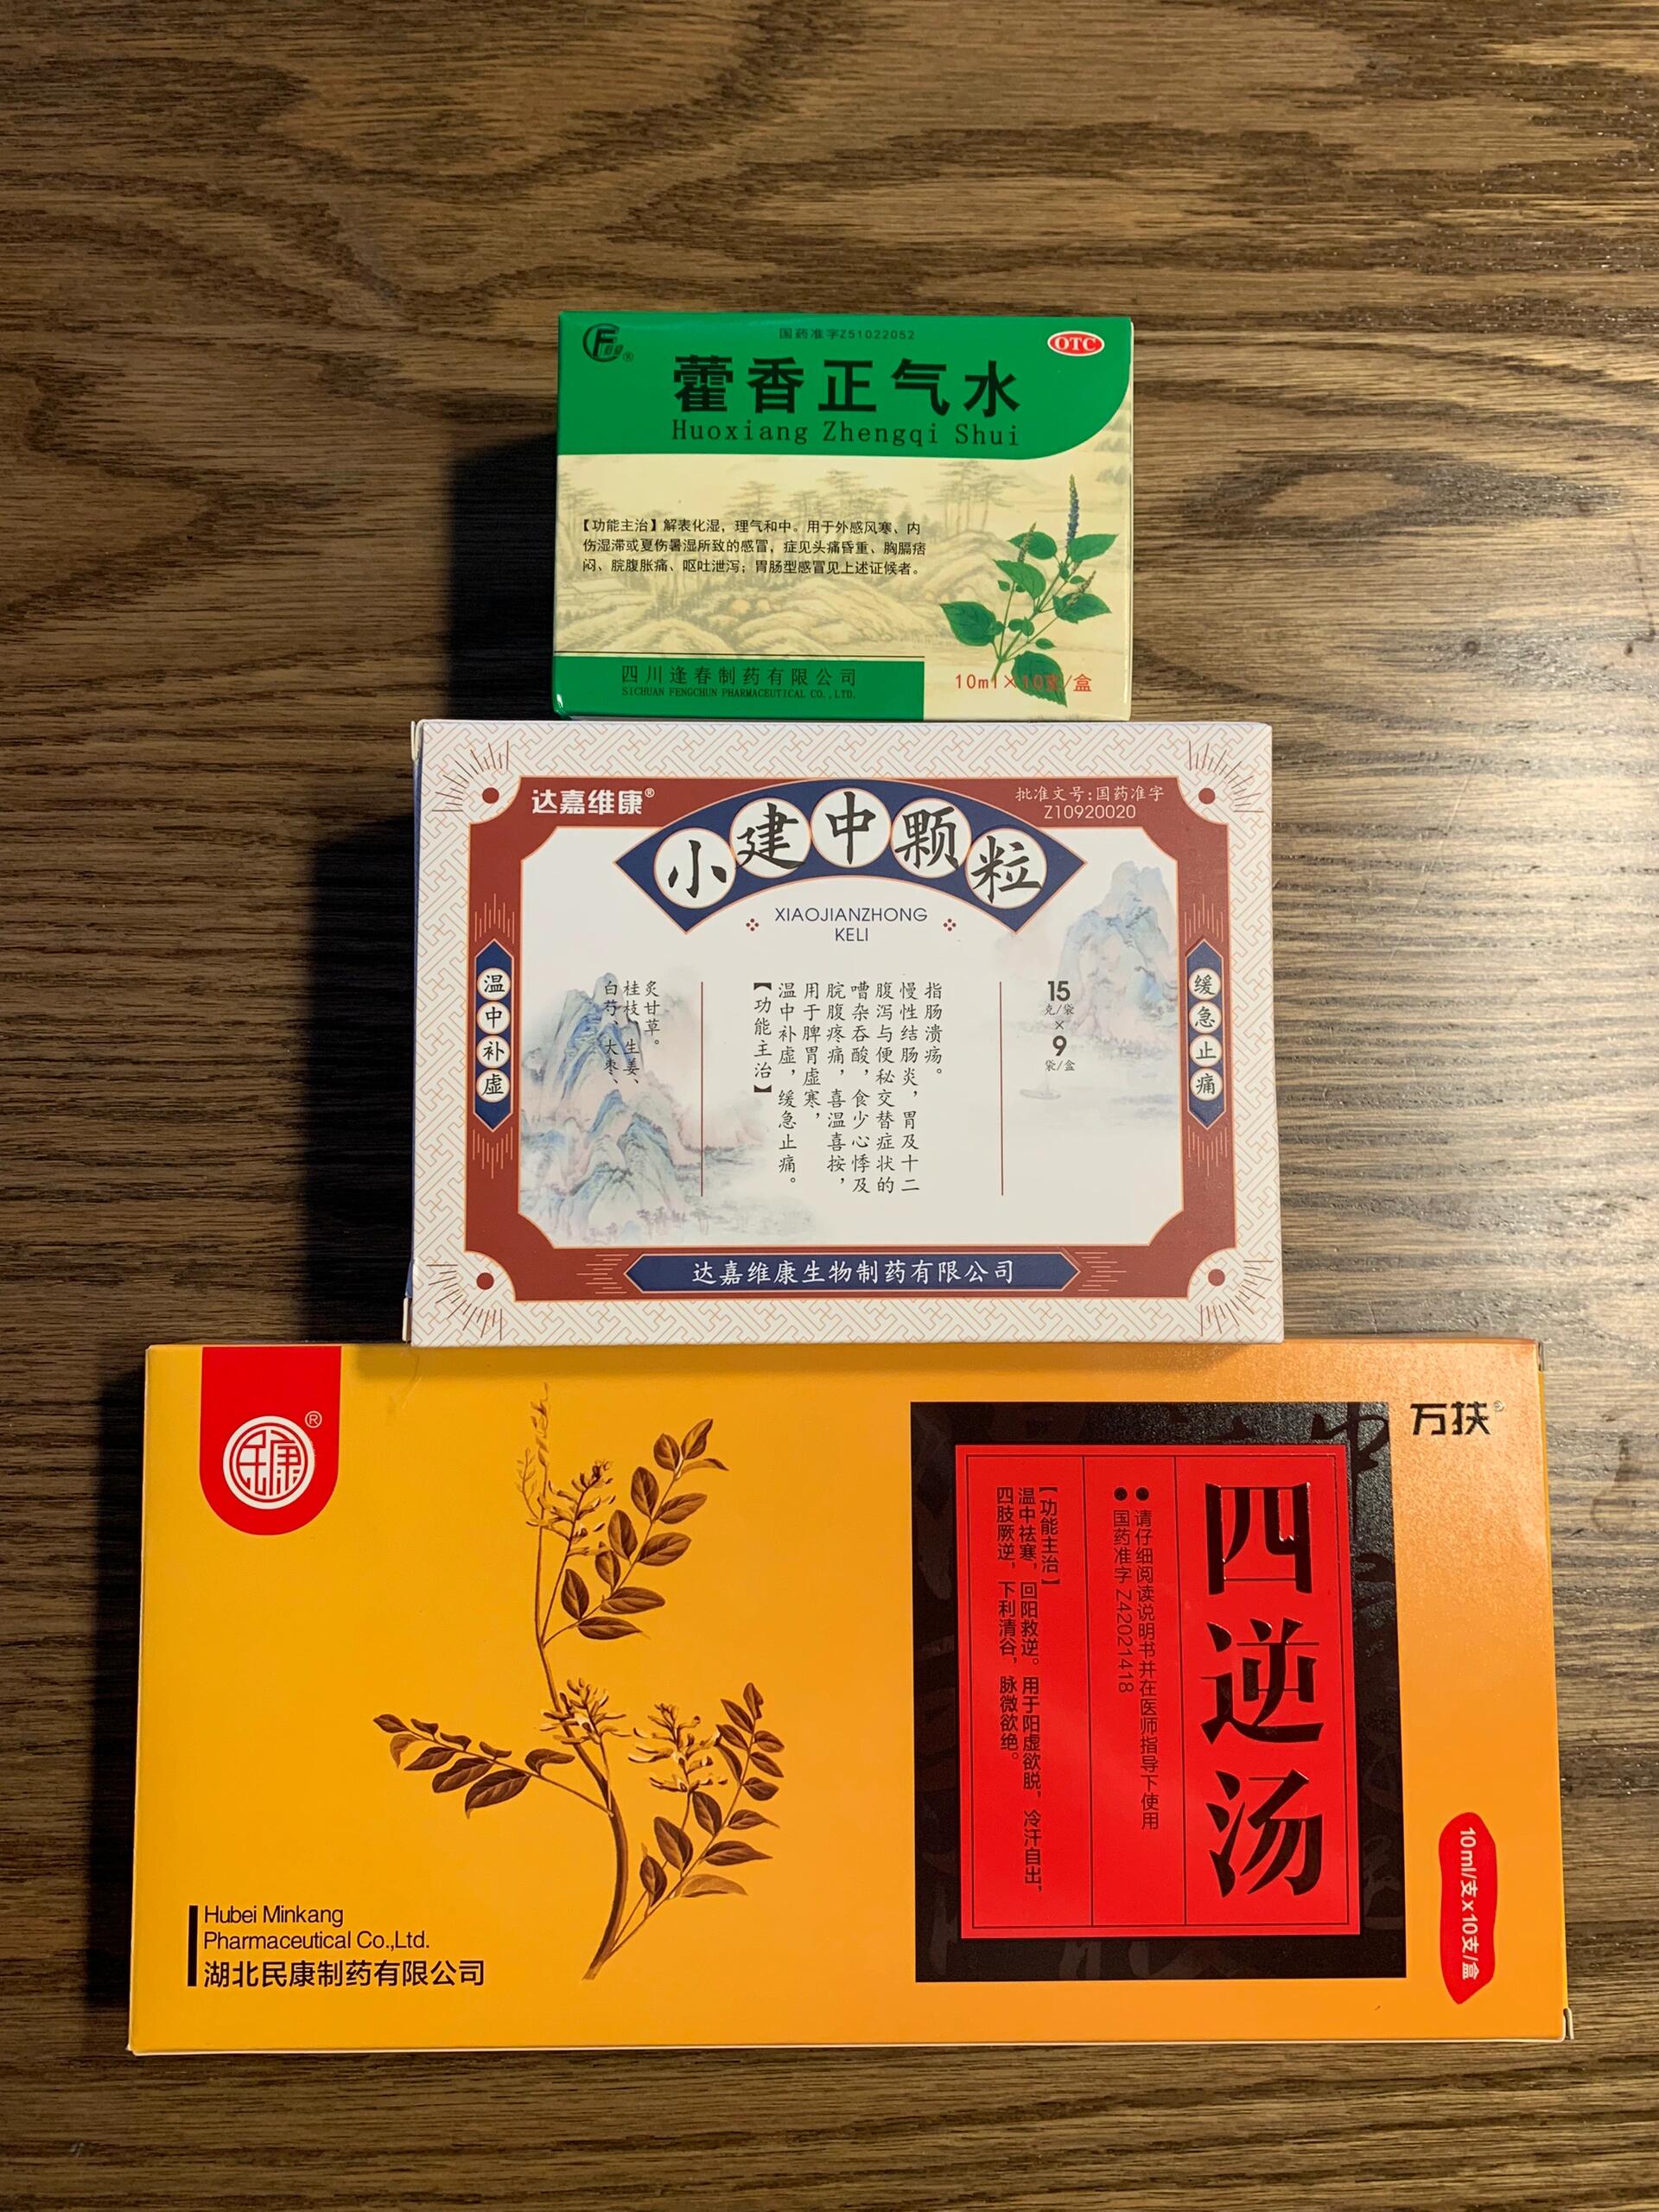 国药准字Z51022052
OTC
藿香正气水
Huoxiang Zhengqi Shui
【功能主治】解表化湿，理气和中。用于外感风寒、内
伤湿滞或夏伤暑湿所致的感冒，症见头痛昏重、胸膈痞
闷、脘腹胀痛、呕吐泄泻；胃肠型感冒见上述证候者。
四川逢春制药有限公司
SICHUAN FENGCHUN PHARMACEUTICAL CO.,LTD.
10ml×10支/盒
达嘉维康®
批准文号:国药准字
Z10920020
小建中颗粒
XIAOJIANZHONG
KELI
温中补虚
缓急止痛
15
克/袋
×
9
袋/盒
【功能主治】
温中补虚，缓急止痛。
用于脾胃虚寒，
脘腹疼痛，喜温喜按，
嘈杂吞酸，食少心悸及
腹泻与便秘交替症状的
慢性结肠炎，胃及十二
指肠溃疡。
白芍、大枣、
桂枝、生姜、
炙甘草。
达嘉维康生物制药有限公司
民康®
万扶
四逆汤
请仔细阅读说明书并在医师指导下使用
国药准字 Z42021418
【功能主治】
温中祛寒，回阳救逆。用于阳虚欲脱，冷汗自出，
四肢厥逆，下利清谷，脉微欲绝。
10ml/支x10支/盒
Hubei Minkang
Pharmaceutical Co.,Ltd.
湖北民康制药有限公司